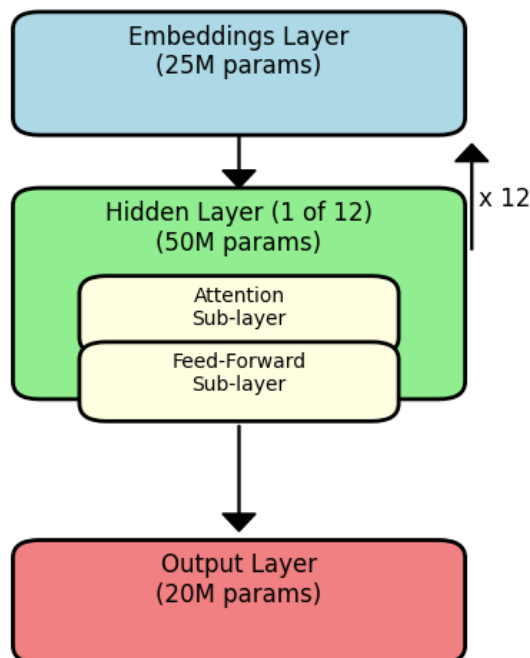 Embeddings Layer
(25M params)
x 12
Hidden Layer (1 of 12)
(50M params)
Attention
Sub-layer
Feed-Forward
Sub-layer
Output Layer
(20M params)